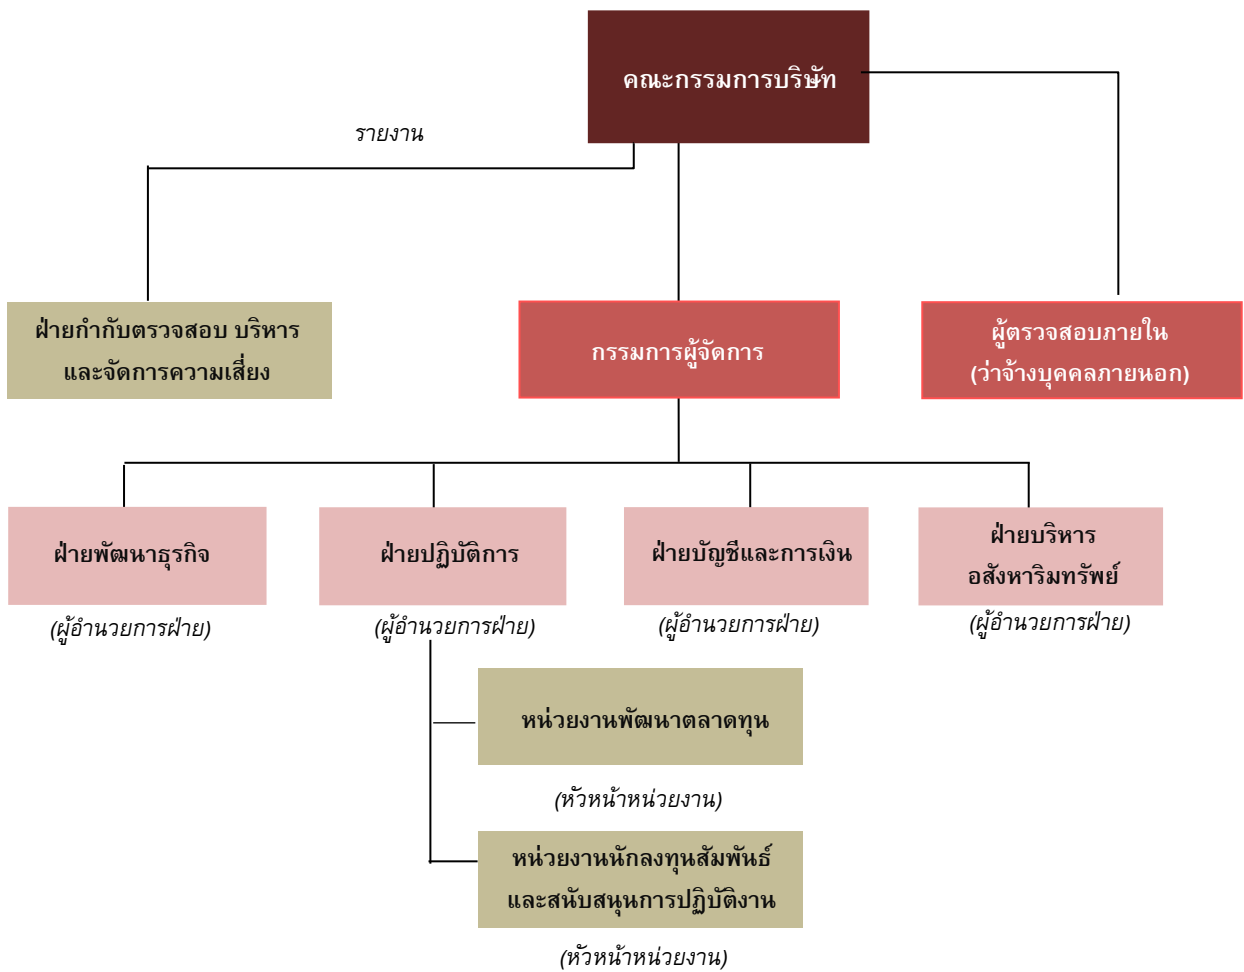 คณะกรรมการบริษัท
รายงาน
ฝ่ายกำกับตรวจสอบ บริหาร
และจัดการความเสี่ยง
กรรมการผู้จัดการ
ผู้ตรวจสอบภายใน
(ว่าจ้างบุคคลภายนอก)
ฝ่ายพัฒนาธุรกิจ
(ผู้อำนวยการฝ่าย)
ฝ่ายปฏิบัติการ
(ผู้อำนวยการฝ่าย)
ฝ่ายบัญชีและการเงิน
(ผู้อำนวยการฝ่าย)
ฝ่ายบริหาร
อสังหาริมทรัพย์
(ผู้อำนวยการฝ่าย)
หน่วยงานพัฒนาตลาดทุน
(หัวหน้าหน่วยงาน)
หน่วยงานนักลงทุนสัมพันธ์
และสนับสนุนการปฏิบัติงาน
(หัวหน้าหน่วยงาน)